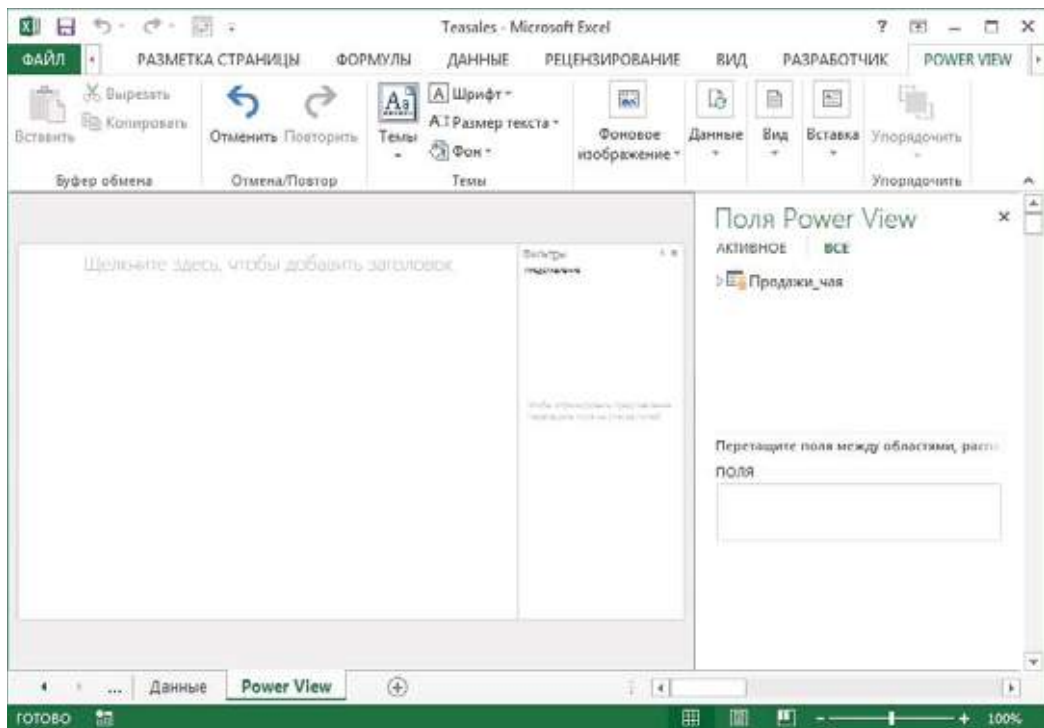 Teasales - Microsoft Excel
ФАЙЛ РАЗМЕТКА СТРАНИЦЫ ФОРМУЛЫ ДАННЫЕ РЕЦЕНЗИРОВАНИЕ ВИД РАЗРАБОТЧИК POWER VIEW
Вставить
Вырезать
Копировать
Буфер обмена
Отменить Повторить
Отмена/Повтор
Темы
Шрифт
Размер текста
Фон
Темы
Фоновое изображение
Данные
Вид
Вставка
Упорядочить
Упорядочить
Щелкните здесь, чтобы добавить заголовок
Фильтры
ПРЕДСТАВЛЕНИЕ
Поля Power View
АКТИВНОЕ ВСЕ
Продажи_чая
Перетащите поля между областями,
ПОЛЯ
... Данные Power View
ГОТОВО 100%